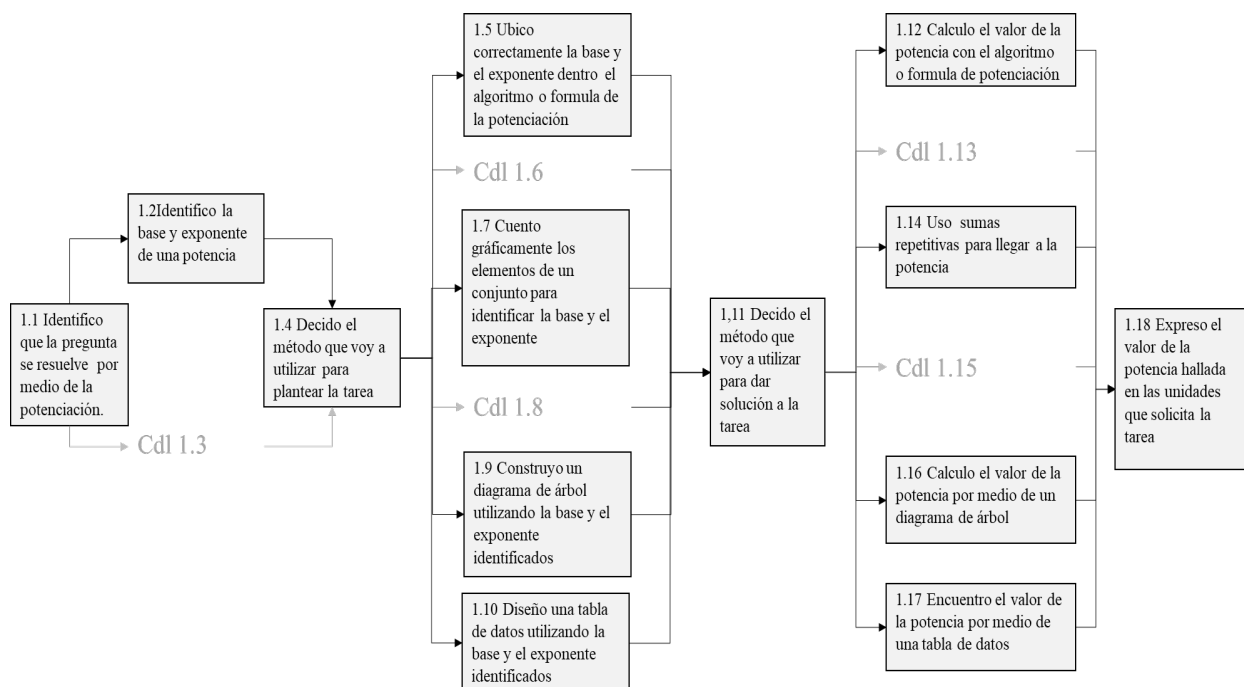 1.1 Identifico
que la pregunta
se resuelve por
medio de la
potenciación.
1.2Identifico la
base y exponente
de una potencia
Cdl 1.3
1.4 Decido el
método que voy a
utilizar para
plantear la tarea
1.5 Ubico
correctamente la base y
el exponente dentro el
algoritmo o formula de
la potenciación
Cdl 1.6
1.7 Cuento
gráficamente los
elementos de un
conjunto para
identificar la base y el
exponente
Cdl 1.8
1.9 Construyo un
diagrama de árbol
utilizando la base y el
exponente
identificados
1.10 Diseño una tabla
de datos utilizando la
base y el exponente
identificados
1,11 Decido el
método que
voy a utilizar
para dar
solución a la
tarea
1.12 Calculo el valor de la
potencia con el algoritmo
o formula de potenciación
Cdl 1.13
1.14 Uso sumas
repetitivas para llegar a la
potencia
Cdl 1.15
1.16 Calculo el valor de la
potencia por medio de un
diagrama de árbol
1.17 Encuentro el valor de
la potencia por medio de
una tabla de datos
1.18 Expreso el
valor de la
potencia hallada
en las unidades
que solicita la
tarea